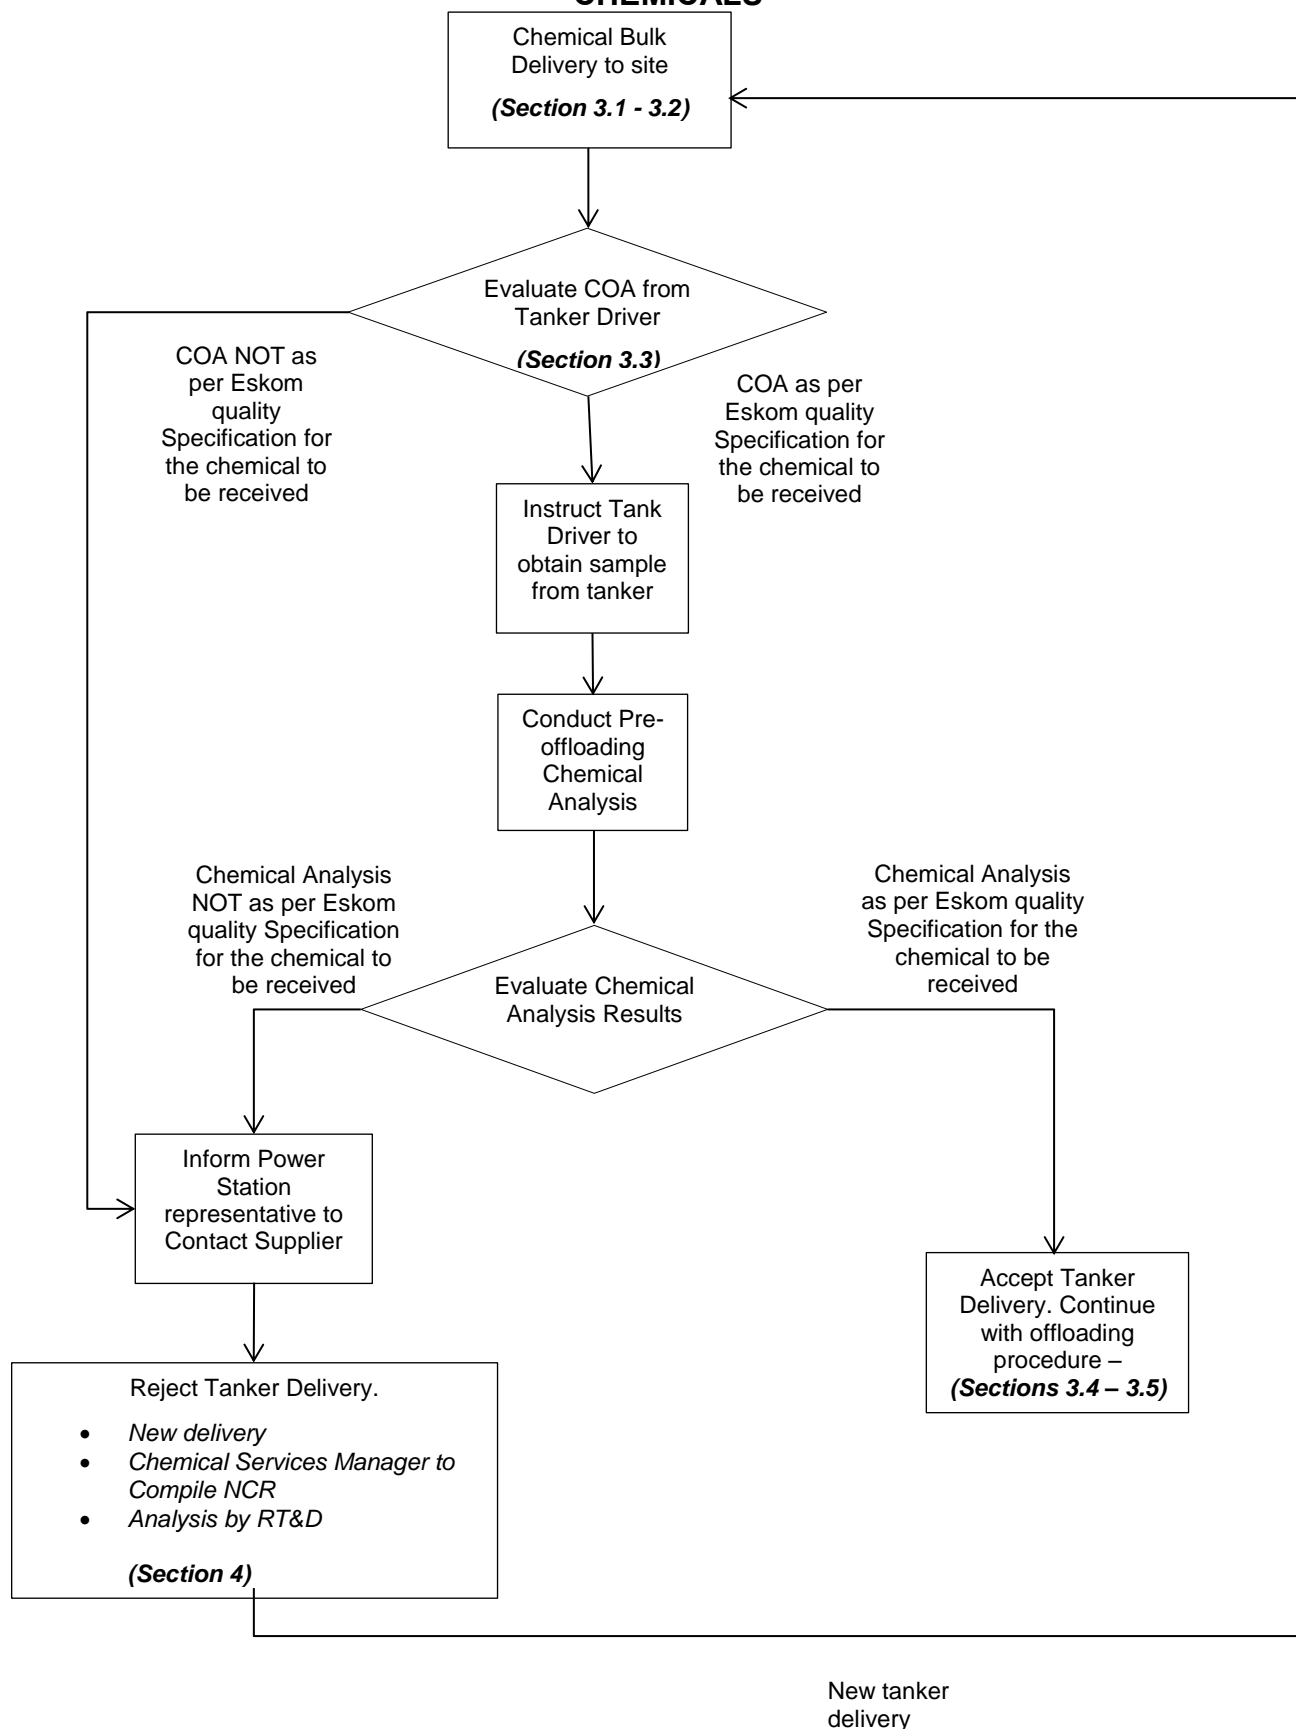 CHEMICALS
Chemical Bulk
Delivery to site
(Section 3.1 - 3.2)
Evaluate COA from
Tanker Driver
(Section 3.3)
COA NOT as
per Eskom
quality
Specification for
the chemical to
be received
COA as per
Eskom quality
Specification for
the chemical to
be received
Instruct Tank
Driver to
obtain sample
from tanker
Conduct Pre-
offloading
Chemical
Analysis
Chemical Analysis
NOT as per Eskom
quality Specification
for the chemical to
be received
Chemical Analysis
as per Eskom quality
Specification for the
chemical to be
received
Evaluate Chemical
Analysis Results
Inform Power
Station
representative to
Contact Supplier
Accept Tanker
Delivery. Continue
with offloading
procedure –
(Sections 3.4 – 3.5)
Reject Tanker Delivery.
• New delivery
• Chemical Services Manager to
Compile NCR
• Analysis by RT&D
(Section 4)
New tanker
delivery